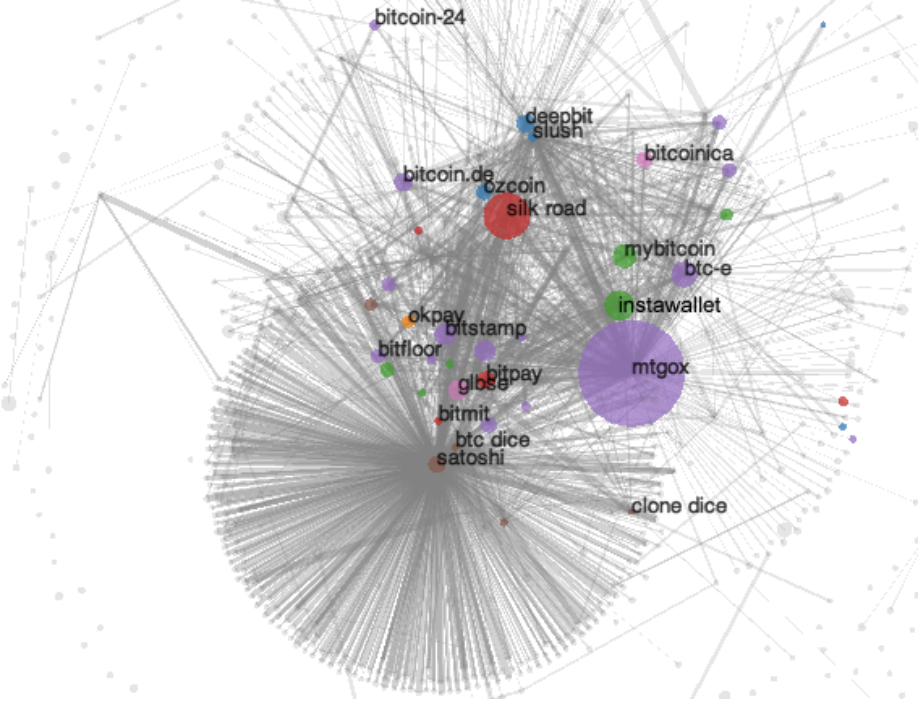 bitcoin-24
deepbit
slush
bitcoinica
bitcoin.de
ozcoin
silk road
mybitcoin
btc-e
instawallet
okpay
bitstamp
bitfloor
mtgox
bitpay
glbse
bitmit
btc dice
satoshi
clone dice